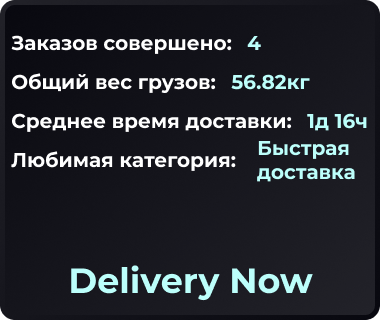 Заказов совершено: 4
Общий вес грузов: 56.82кг
Среднее время доставки: 1д 16ч
Любимая категория: Быстрая
доставка
Delivery Now